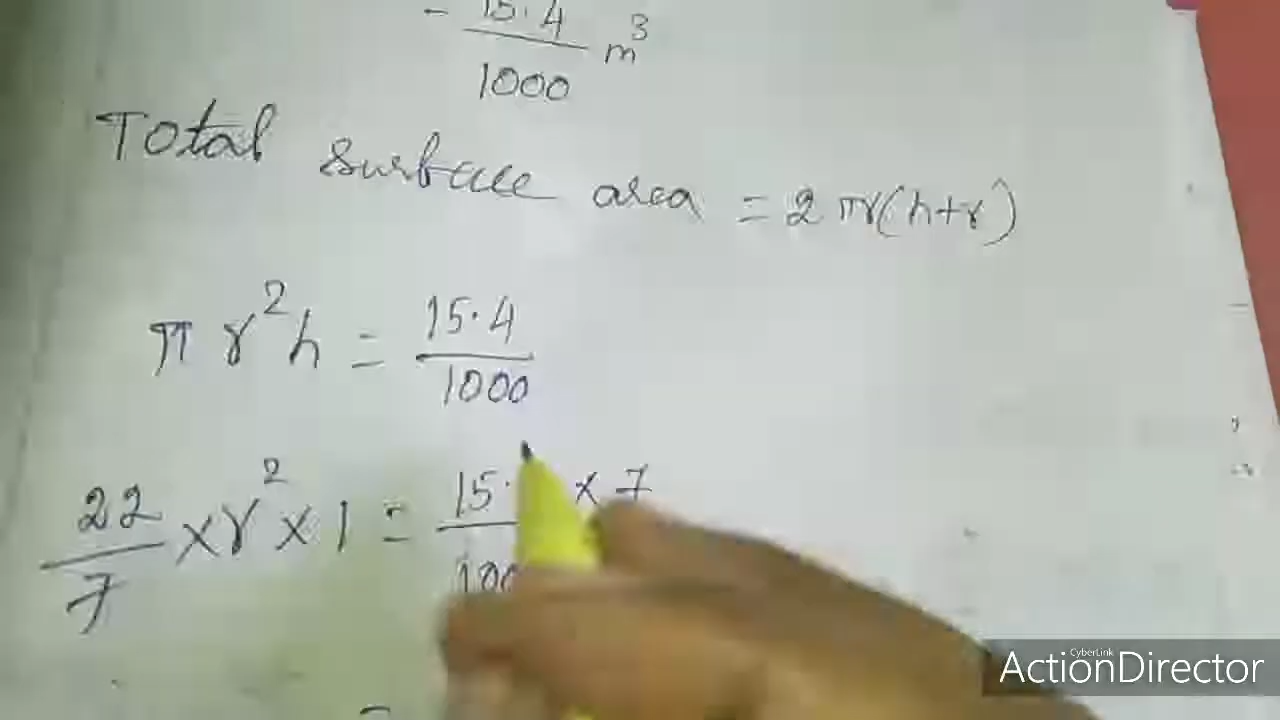 - 15.4 / 1000 m³
Total surface area = 2πr(h+r)
πr²h = 15.4 / 1000
22 / 7 × r² × 1 = 15. × 7
CyberLink
ActionDirector